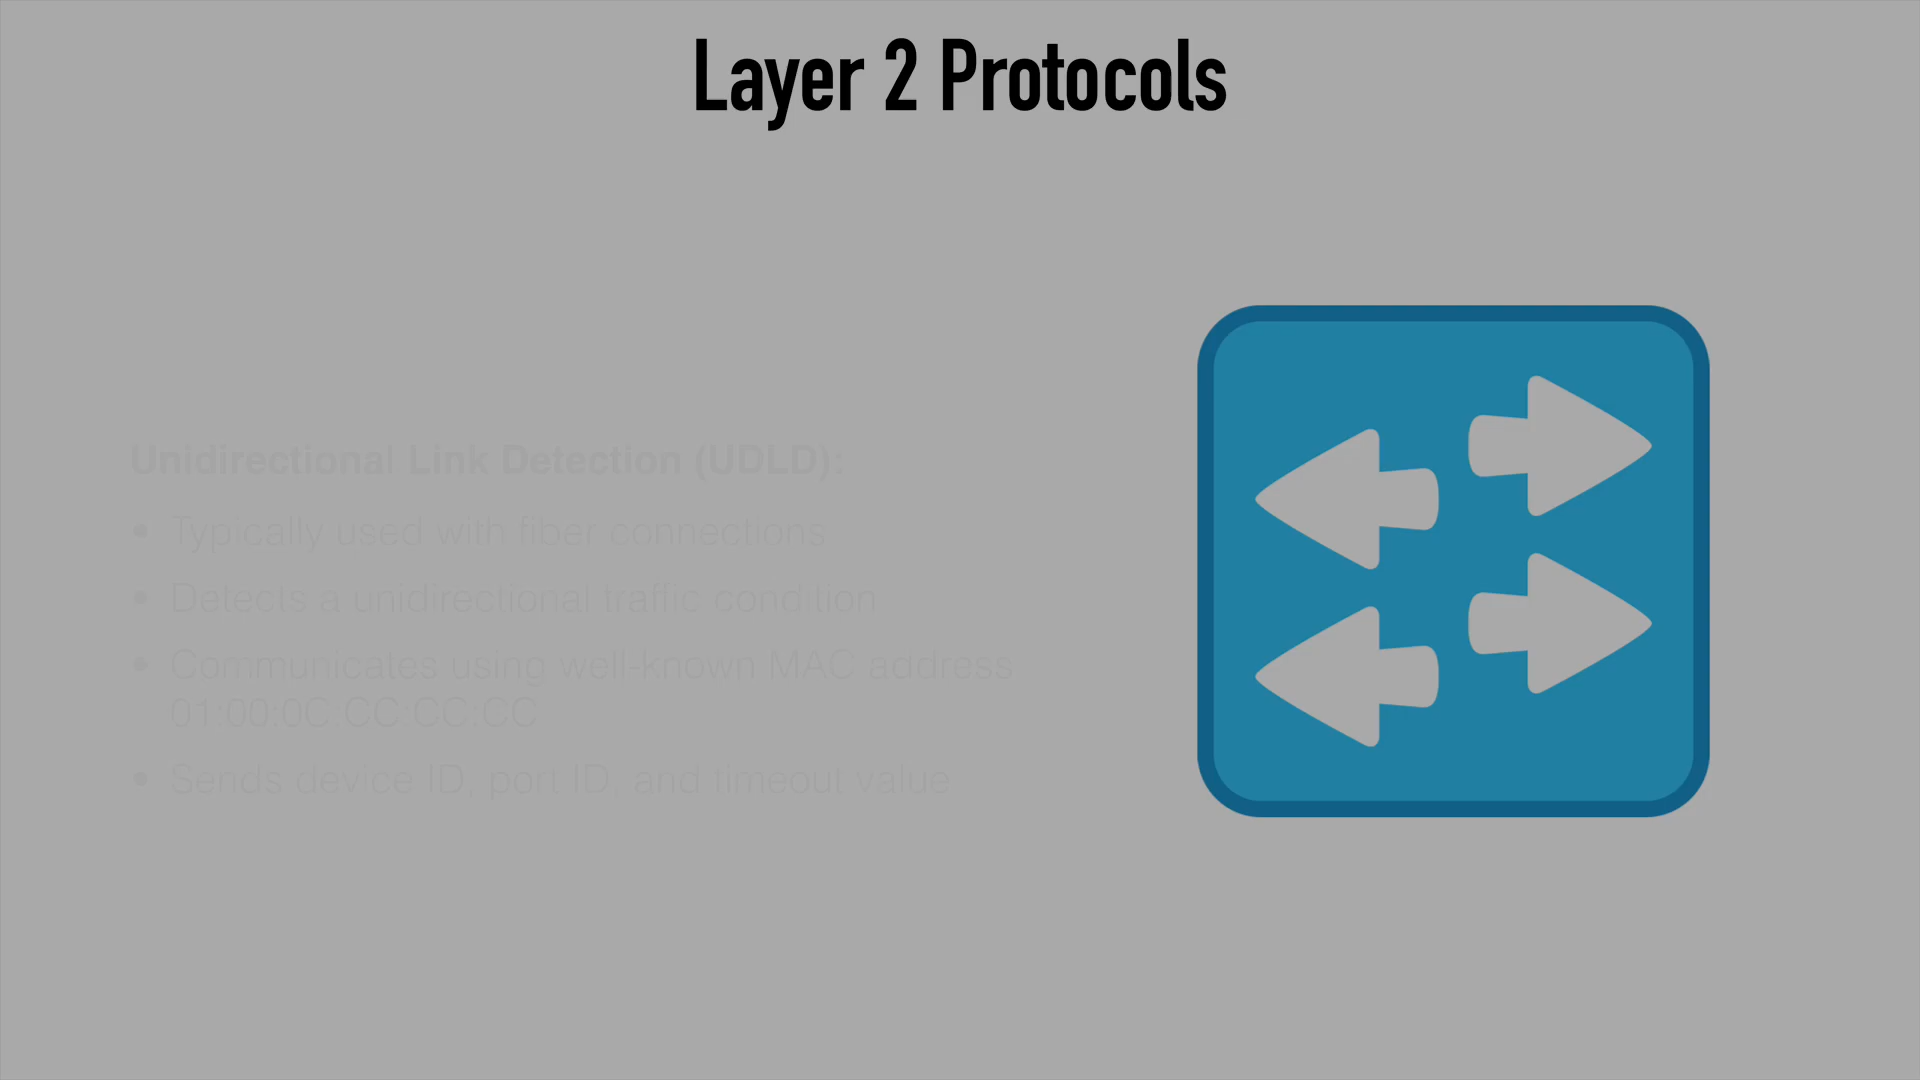 Layer 2 Protocols
Unidirectional Link Detection (UDLD):
• Typically used with fiber connections
• Detects a unidirectional traffic condition
• Communicates using well-known MAC address
01:00:0C:CC:CC:CC
• Sends device ID, port ID, and timeout value